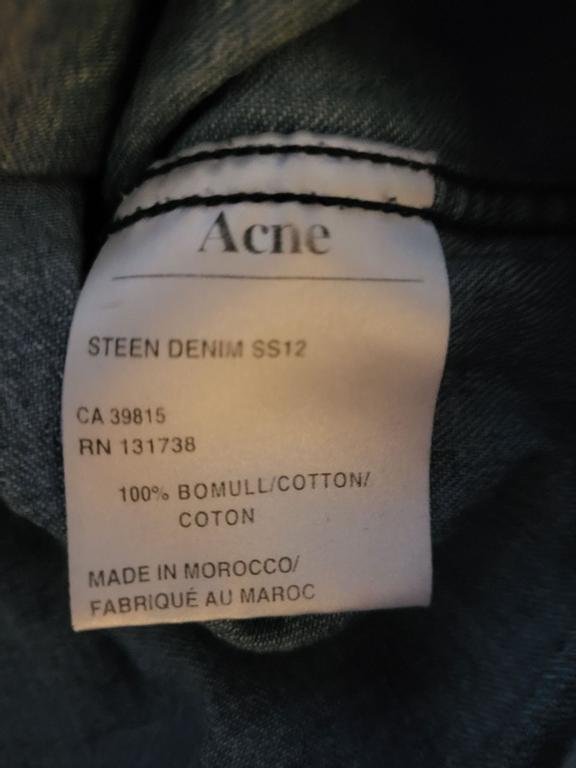 Acne
STEEN DENIM SS12
CA 39815
RN 131738
100% BOMULL/COTTON/
COTON
MADE IN MOROCCO/
FABRIQUÉ AU MAROC